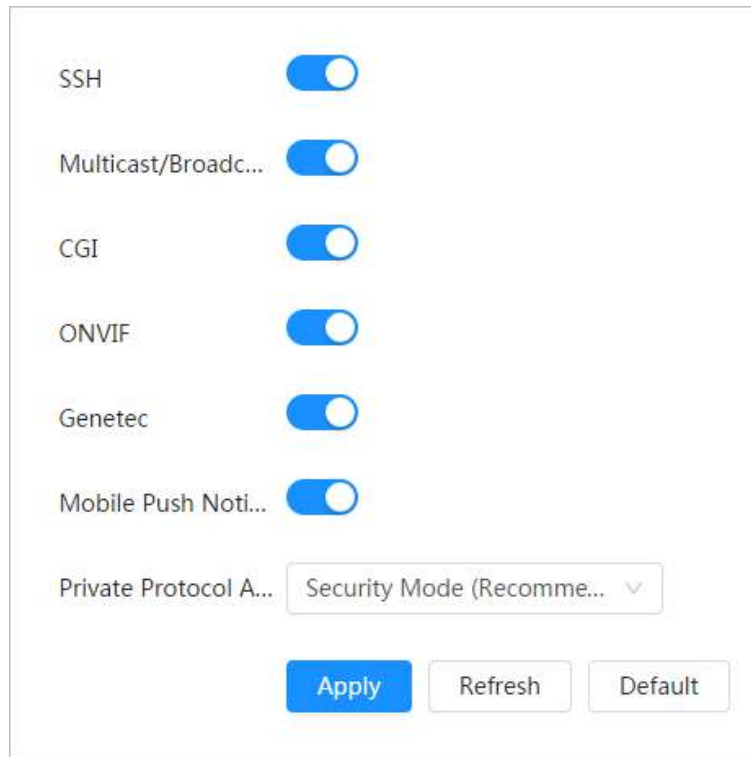 SSH
Multicast/Broadc...
CGI
ONVIF
Genetec
Mobile Push Noti...
Private Protocol A... Security Mode (Recomme...
Apply Refresh Default